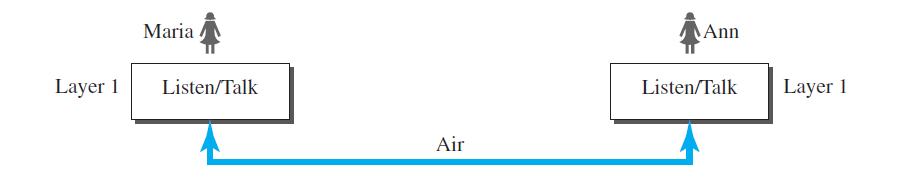 Maria
Ann
Layer 1
Listen/Talk
Listen/Talk
Layer 1
Air